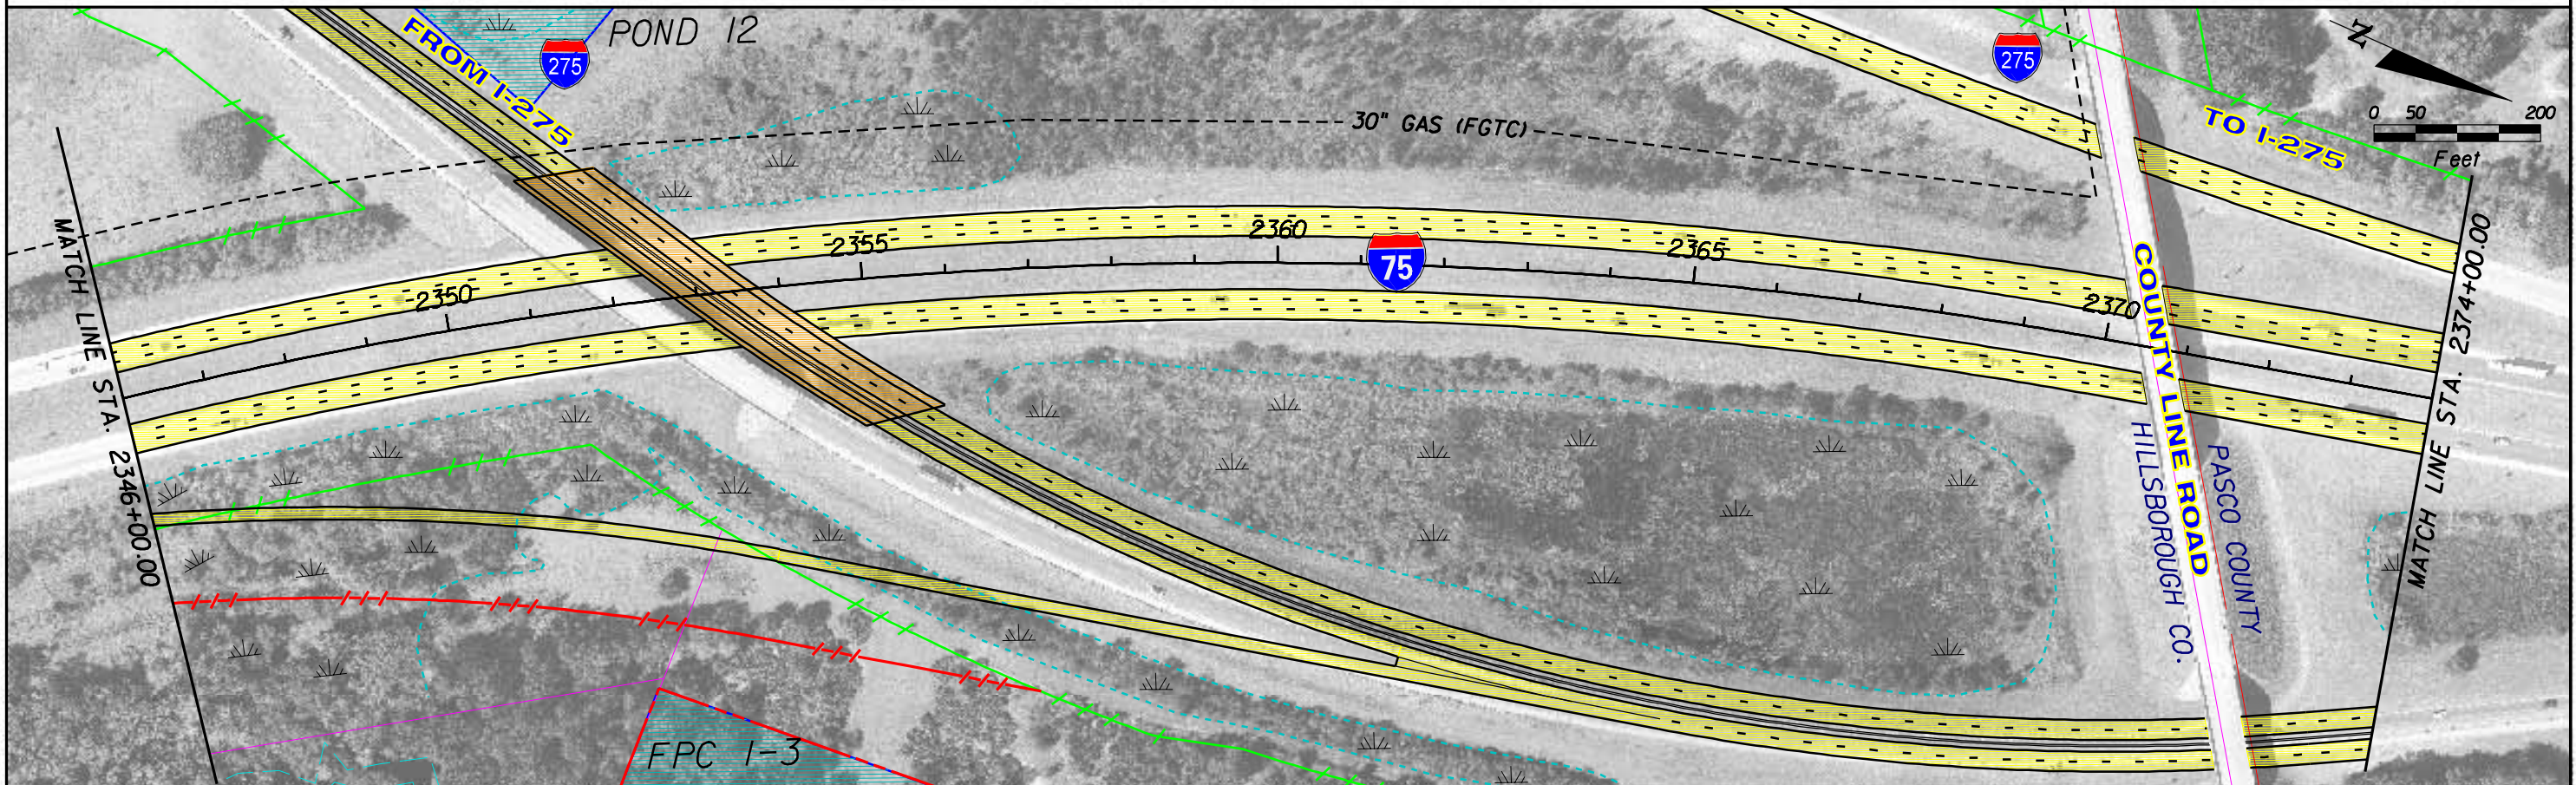 FROM I-275
275
POND 12
275
N
0 50 200
Feet
TO I-275
30" GAS (FGTC)
MATCH LINE STA. 2346+00.00
2350
2355
2360
75
2365
2370
COUNTY LINE ROAD
HILLSBOROUGH CO.
PASCO COUNTY
MATCH LINE STA. 2374+00.00
FPC 1-3